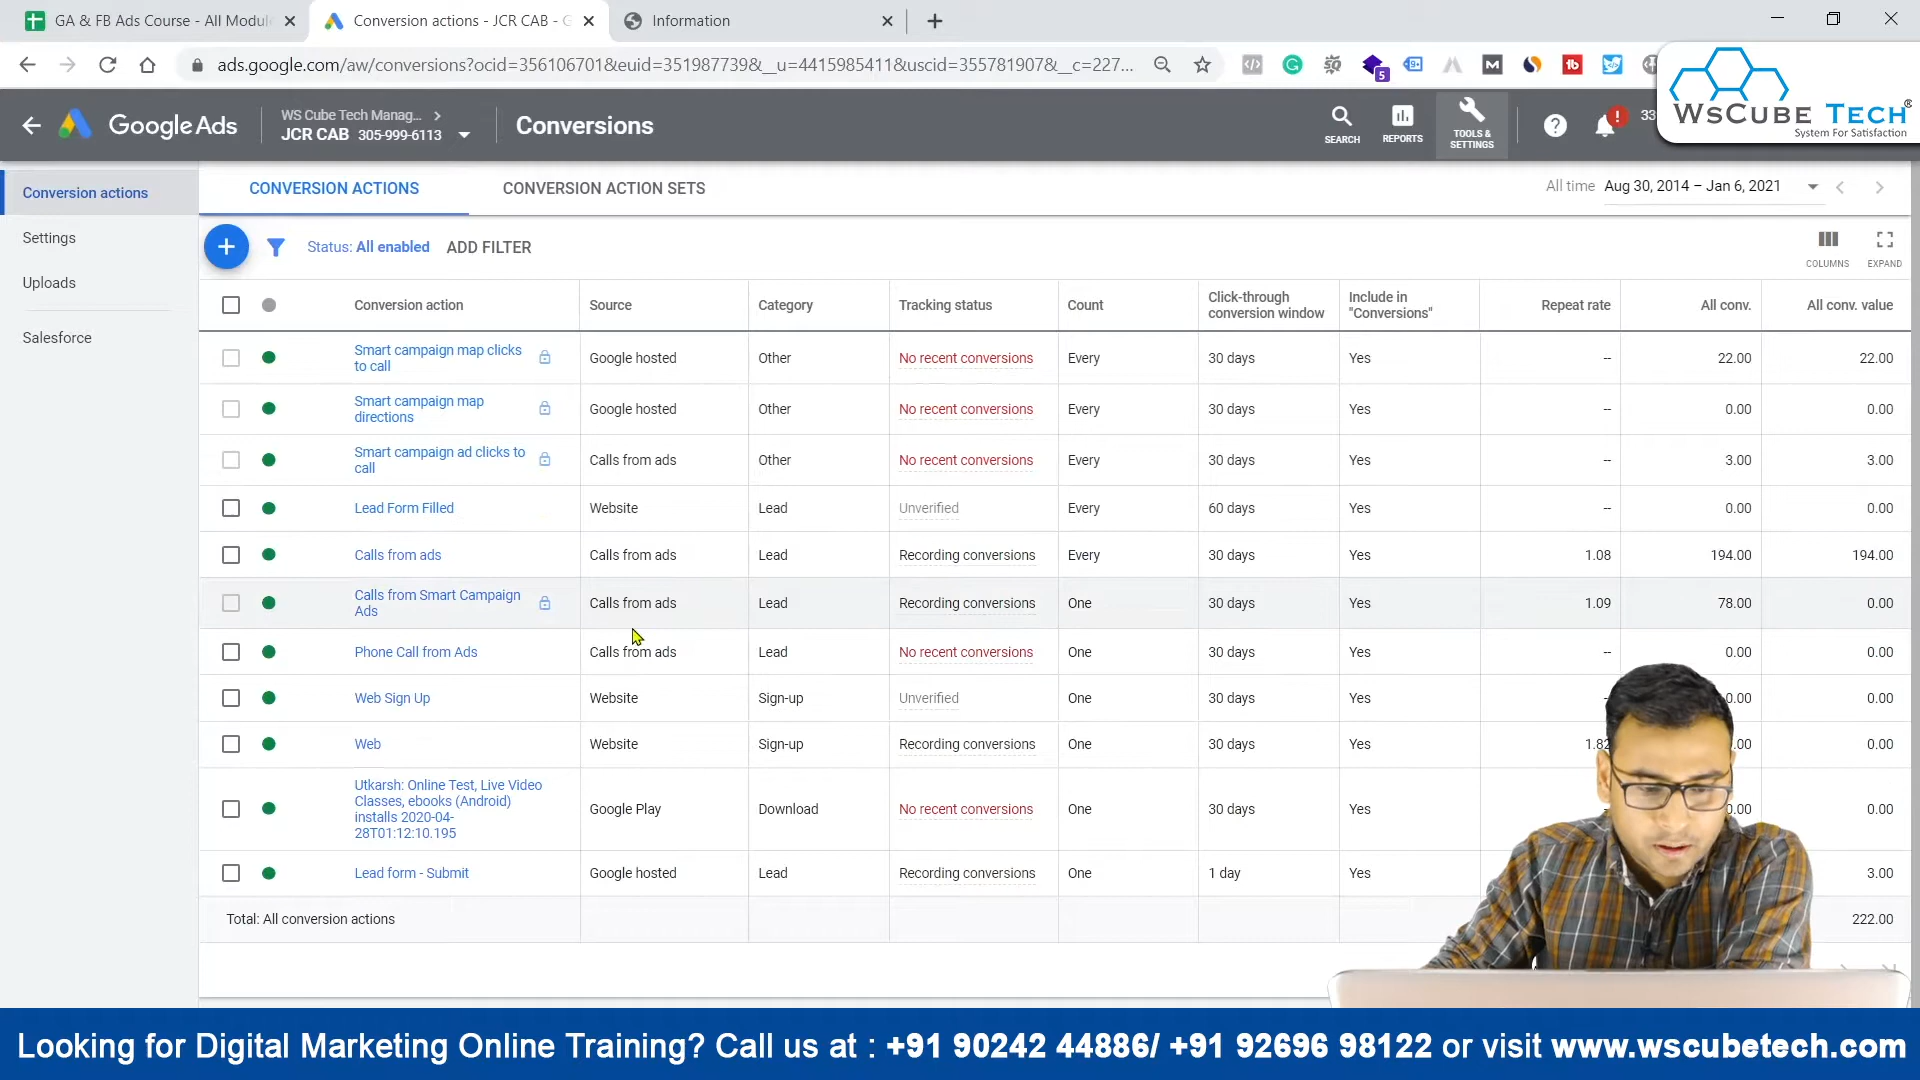 GA & FB Ads Course - All Modul
Conversion actions - JCR CAB - G
Information
ads.google.com/aw/conversions?ocid=356106701&euid=351987739&__u=4415985411&uscid=355781907&__c=227...
WsCube Tech®
System For Satisfaction
Google Ads
WS Cube Tech Manag...
JCR CAB 305-999-6113
Conversions
SEARCH
REPORTS
TOOLS &
SETTINGS
Conversion actions
Settings
Uploads
Salesforce
CONVERSION ACTIONS
CONVERSION ACTION SETS
All time Aug 30, 2014 – Jan 6, 2021
Status: All enabled ADD FILTER
COLUMNS
EXPAND
Conversion action Source Category Tracking status Count Click-through conversion window Include in "Conversions" Repeat rate All conv. All conv. value
Smart campaign map clicks to call Google hosted Other No recent conversions Every 30 days Yes -- 22.00 22.00
Smart campaign map directions Google hosted Other No recent conversions Every 30 days Yes -- 0.00 0.00
Smart campaign ad clicks to call Calls from ads Other No recent conversions Every 30 days Yes -- 3.00 3.00
Lead Form Filled Website Lead Unverified Every 60 days Yes -- 0.00 0.00
Calls from ads Calls from ads Lead Recording conversions Every 30 days Yes 1.08 194.00 194.00
Calls from Smart Campaign Ads Calls from ads Lead Recording conversions One 30 days Yes 1.09 78.00 0.00
Phone Call from Ads Calls from ads Lead No recent conversions One 30 days Yes -- 0.00 0.00
Web Sign Up Website Sign-up Unverified One 30 days Yes 0.00 0.00
Web Website Sign-up Recording conversions One 30 days Yes 1.82 .00 0.00
Utkarsh: Online Test, Live Video Classes, ebooks (Android) installs 2020-04-28T01:12:10.195 Google Play Download No recent conversions One 30 days Yes 0.00
Lead form - Submit Google hosted Lead Recording conversions One 1 day Yes 3.00
Total: All conversion actions 222.00
Looking for Digital Marketing Online Training? Call us at : +91 90242 44886/ +91 92696 98122 or visit www.wscubetech.com